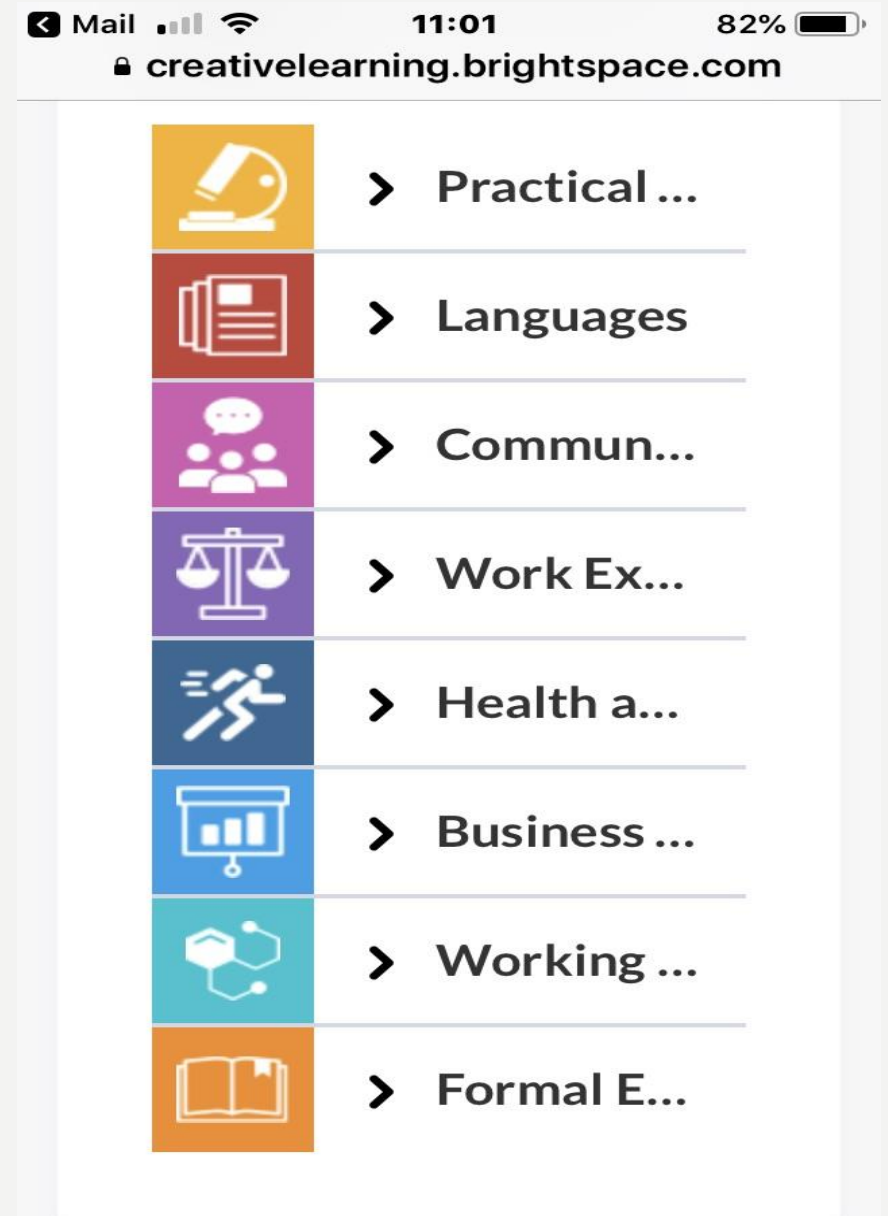 Mail 11:01 82%
creativelearning.brightspace.com
Practical ...
Languages
Commun...
Work Ex...
Health a...
Business ...
Working ...
Formal E...